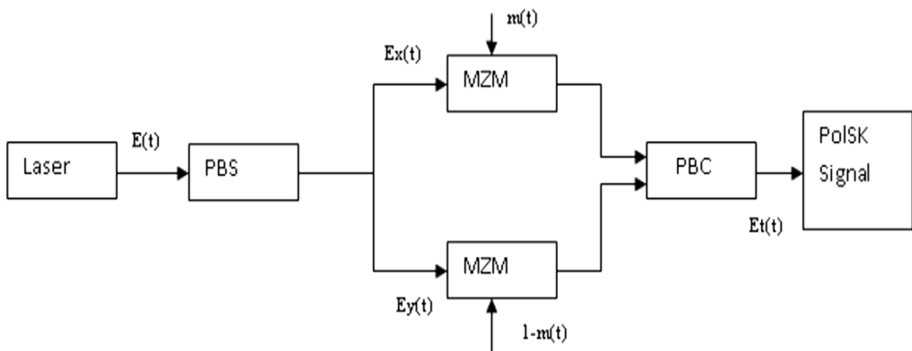 m(t)
Ex(t)
MZM
E(t)
Laser
PBS
PBC
PolSK
Signal
Et(t)
MZM
Ey(t)
1-m(t)